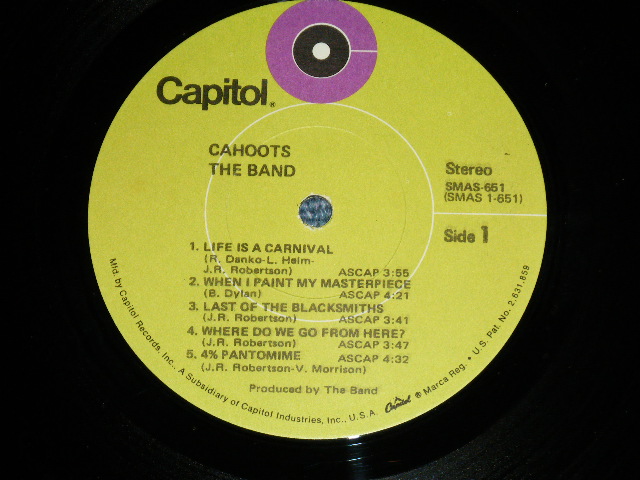 Capitol®
CAHOOTS
THE BAND
Stereo
SMAS-651
(SMAS 1-651)
Side 1
1. LIFE IS A CARNIVAL
(R. Danko-L. Helm-
J.R. Robertson) ASCAP 3:55
2. WHEN I PAINT MY MASTERPIECE
(B. Dylan) ASCAP 4:21
3. LAST OF THE BLACKSMITHS
(J.R. Robertson) ASCAP 3:41
4. WHERE DO WE GO FROM HERE?
(J.R. Robertson) ASCAP 3:47
5. 4% PANTOMIME ASCAP 4:32
(J.R. Robertson-V. Morrison)
Produced by The Band
Mfd. by Capitol Records, Inc., A Subsidiary of Capitol Industries, Inc., U.S.A. Capitol ® Marca Reg. • U.S. Pat. No. 2,631,859